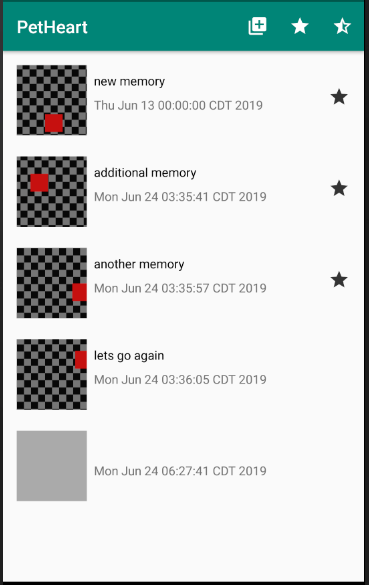 PetHeart
new memory
Thu Jun 13 00:00:00 CDT 2019
additional memory
Mon Jun 24 03:35:41 CDT 2019
another memory
Mon Jun 24 03:35:57 CDT 2019
lets go again
Mon Jun 24 03:36:05 CDT 2019
Mon Jun 24 06:27:41 CDT 2019